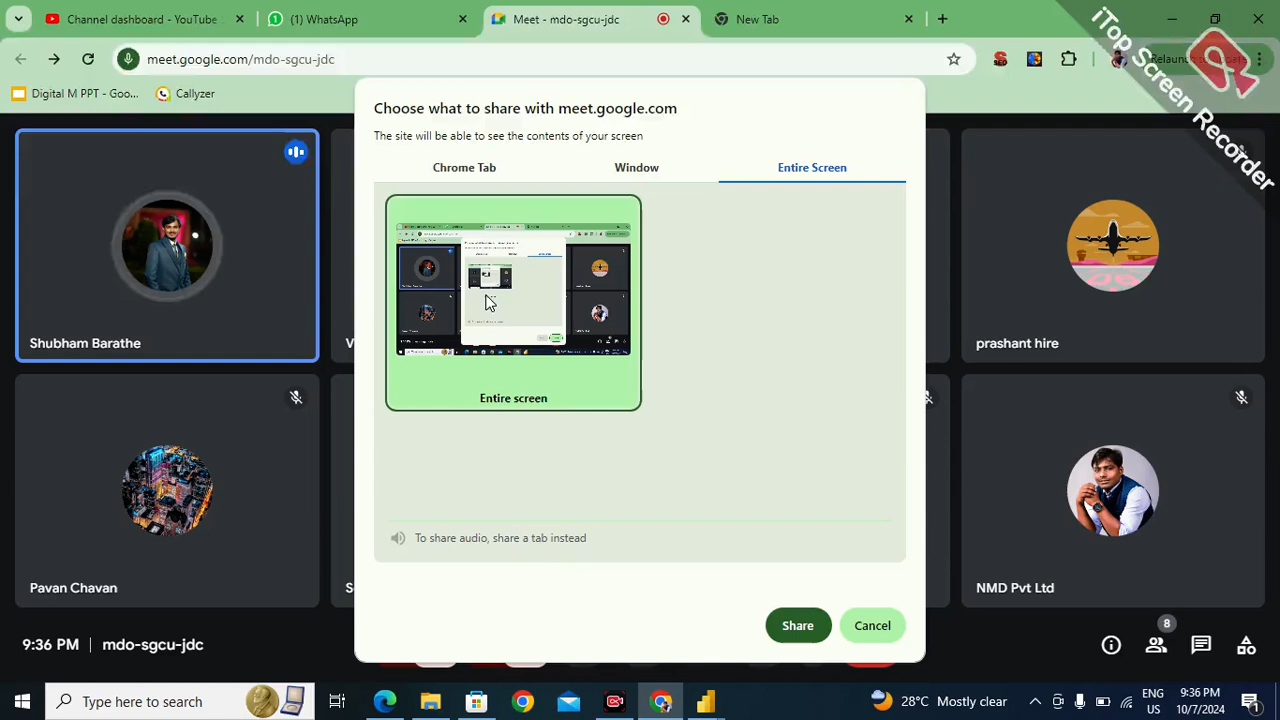 Channel dashboard - YouTube
(1) WhatsApp
Meet - mdo-sgcu-jdc
New Tab
iTop Screen Recorder
meet.google.com/mdo-sgcu-jdc
SEO
Digital M PPT - Goo...
Callyzer
Choose what to share with meet.google.com
The site will be able to see the contents of your screen
Chrome Tab
Window
Entire Screen
Entire screen
To share audio, share a tab instead
Share
Cancel
Shubham Barathe
V
prashant hire
Pavan Chavan
S
NMD Pvt Ltd
9:36 PM | mdo-sgcu-jdc
8
Type here to search
28°C Mostly clear
ENG
US
9:36 PM
10/7/2024
1